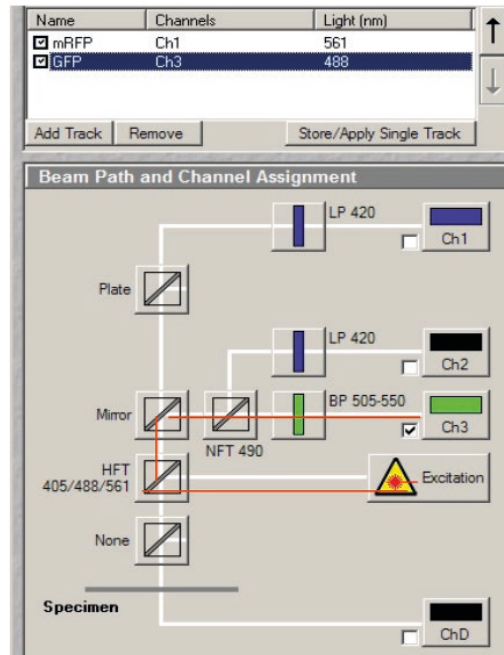 Name Channels Light (nm)
mRFP Ch1 561
GFP Ch3 488
Add Track Remove Store/Apply Single Track
Beam Path and Channel Assignment
LP 420
Ch1
Plate
LP 420
Ch2
BP 505-550
Mirror
Ch3
NFT 490
HFT
405/488/561
Excitation
None
Specimen
ChD